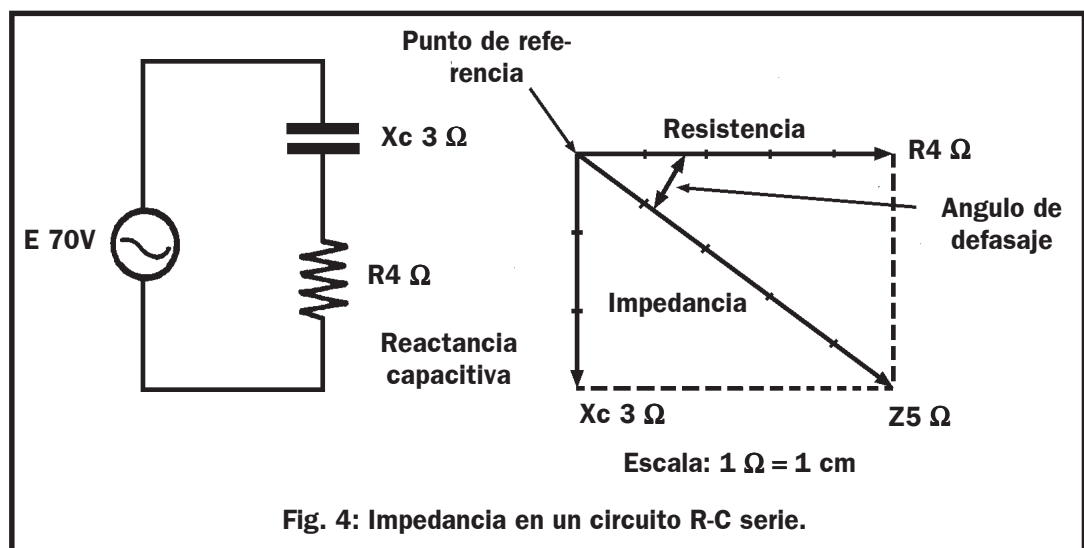 Punto de refe-
rencia
Xc 3 Ω
Resistencia
R4 Ω
E 70V
Angulo de
defasaje
R4 Ω
Impedancia
Reactancia
capacitiva
Xc 3 Ω
Z5 Ω
Escala: 1 Ω = 1 cm
Fig. 4: Impedancia en un circuito R-C serie.